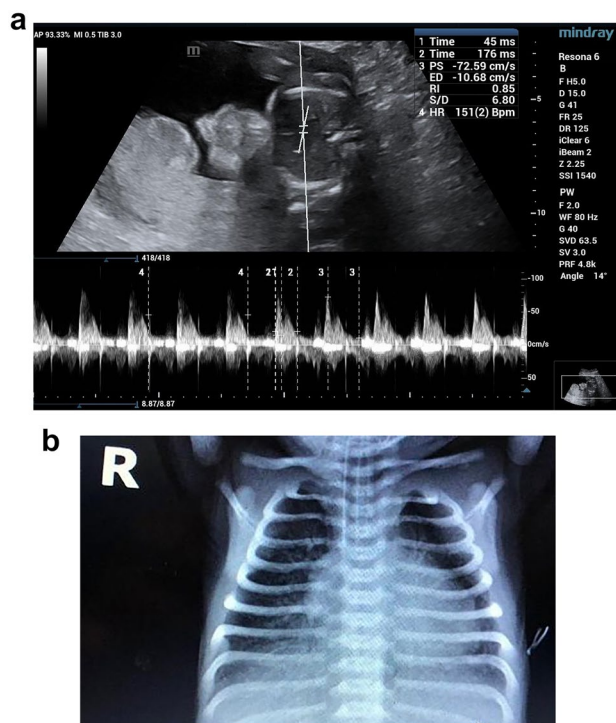 a
AP 93.33% MI 0.5 TIB 3.0
m
1 Time 45 ms
2 Time 176 ms
3 PS -72.59 cm/s
ED -10.68 cm/s
RI 0.85
S/D 6.80
4 HR 151(2) Bpm
mindray
Resona 6
B
F H5.0
D 15.0
G 41
FR 25
DR 125
iClear 6
iBeam 2
Z 2.25
SSI 1540
PW
F 2.0
WF 80 Hz
G 40
SVD 63.5
SV 3.0
PRF 4.8k
Angle 14°
-5
-10
418/418
4 4 21 2 3 3
-100
-50
0cm/s
50
8.87/8.87
b
R